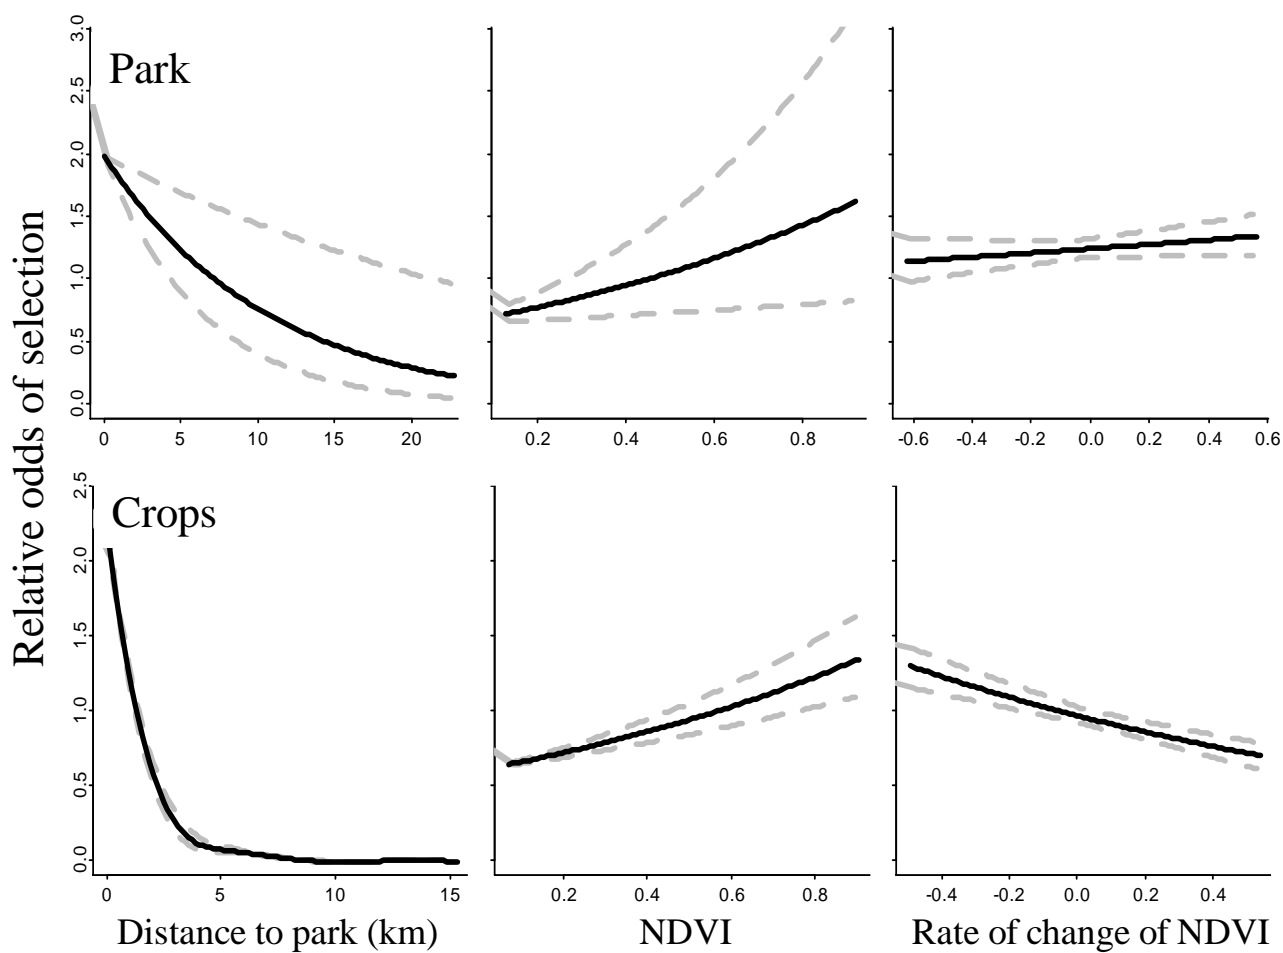 Relative odds of selection
Park
0.0 0.5 1.0 1.5 2.0 2.5 3.0
0 5 10 15 20
0.2 0.4 0.6 0.8
-0.6 -0.4 -0.2 0.0 0.2 0.4 0.6
Crops
0.0 0.5 1.0 1.5 2.0 2.5
0 5 10 15
0.2 0.4 0.6 0.8
-0.4 -0.2 0.0 0.2 0.4
Distance to park (km)
NDVI
Rate of change of NDVI